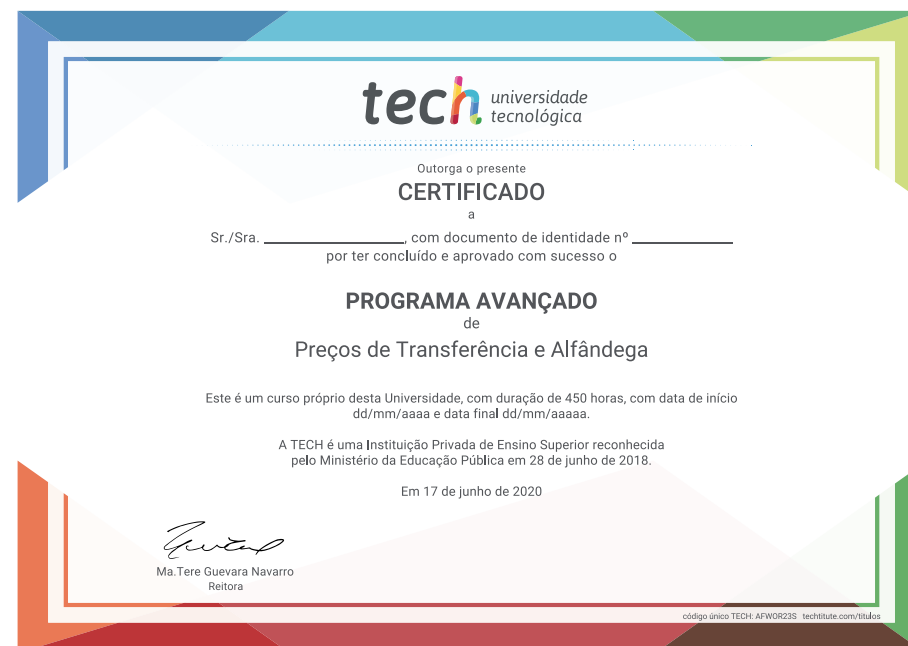 tech universidade
tecnológica
Outorga o presente
CERTIFICADO
a
Sr./Sra. ____________, com documento de identidade nº ____________
por ter concluído e aprovado com sucesso o
PROGRAMA AVANÇADO
de
Preços de Transferência e Alfândega
Este é um curso próprio desta Universidade, com duração de 450 horas, com data de início
dd/mm/aaaa e data final dd/mm/aaaaa.
A TECH é uma Instituição Privada de Ensino Superior reconhecida
pelo Ministério da Educação Pública em 28 de junho de 2018.
Em 17 de junho de 2020
Ma.Tere Guevara Navarro
Reitora
código único TECH: AFWOR23S techtitute.com/titulos